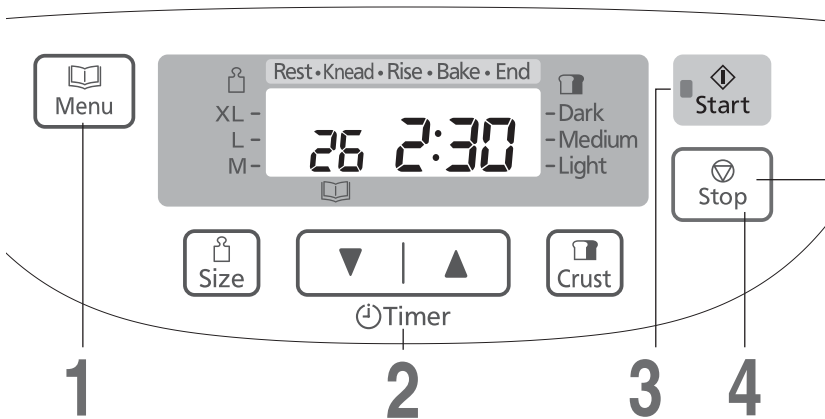 Menu
Rest • Knead • Rise • Bake • End
XL –
L –
M –
26 2:30
– Dark
– Medium
– Light
Start
Stop
Size
Timer
Crust
1
2
3
4